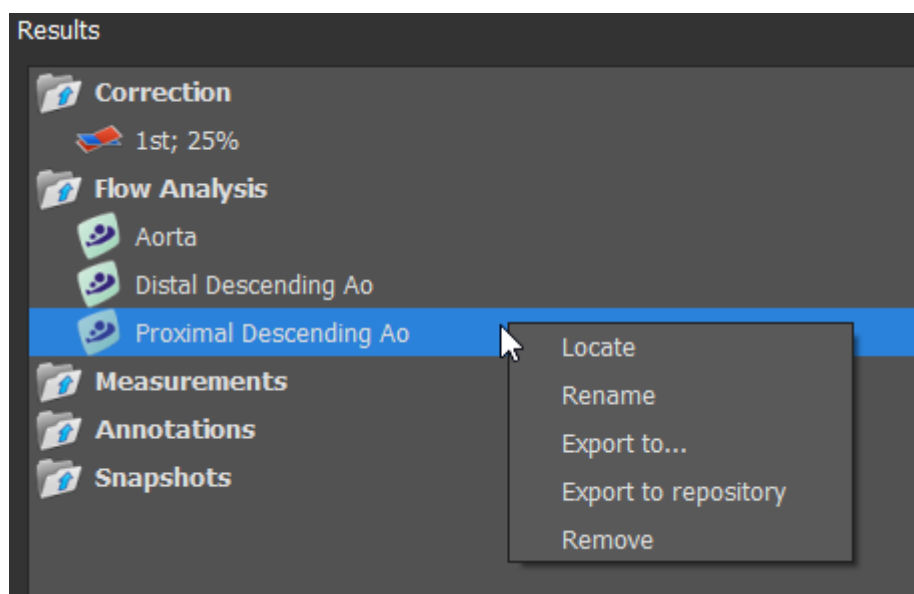 Results
Correction
1st; 25%
Flow Analysis
Aorta
Distal Descending Ao
Proximal Descending Ao
Locate
Rename
Export to...
Export to repository
Remove
Measurements
Annotations
Snapshots